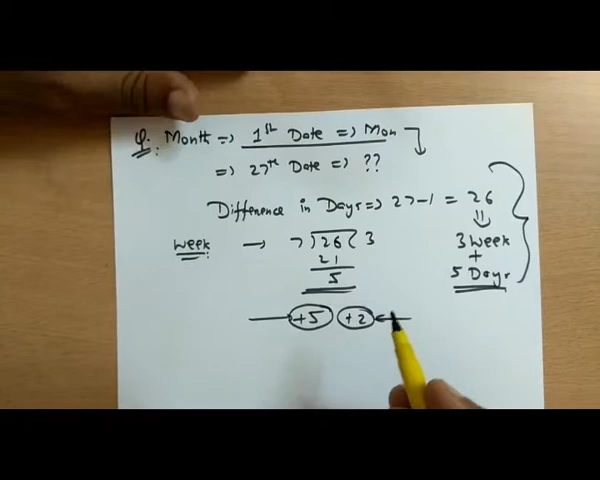 Q. Month => 1st Date => Mon
=> 27th Date => ??
Difference in Days => 27-1 = 26
Week → 7)26(3
21
5
3 Week
+
5 Days
+5 +2